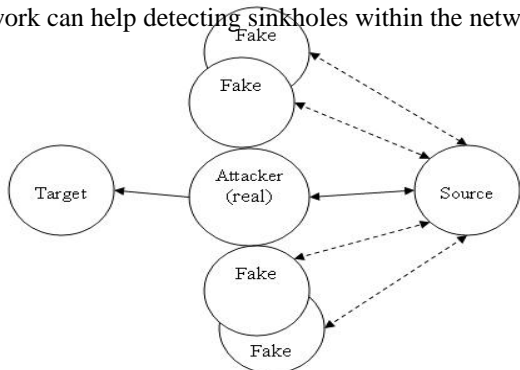 work can help detecting sinkholes within the netw
Fake
Fake
Attacker
(real)
Target
Source
Fake
Fake